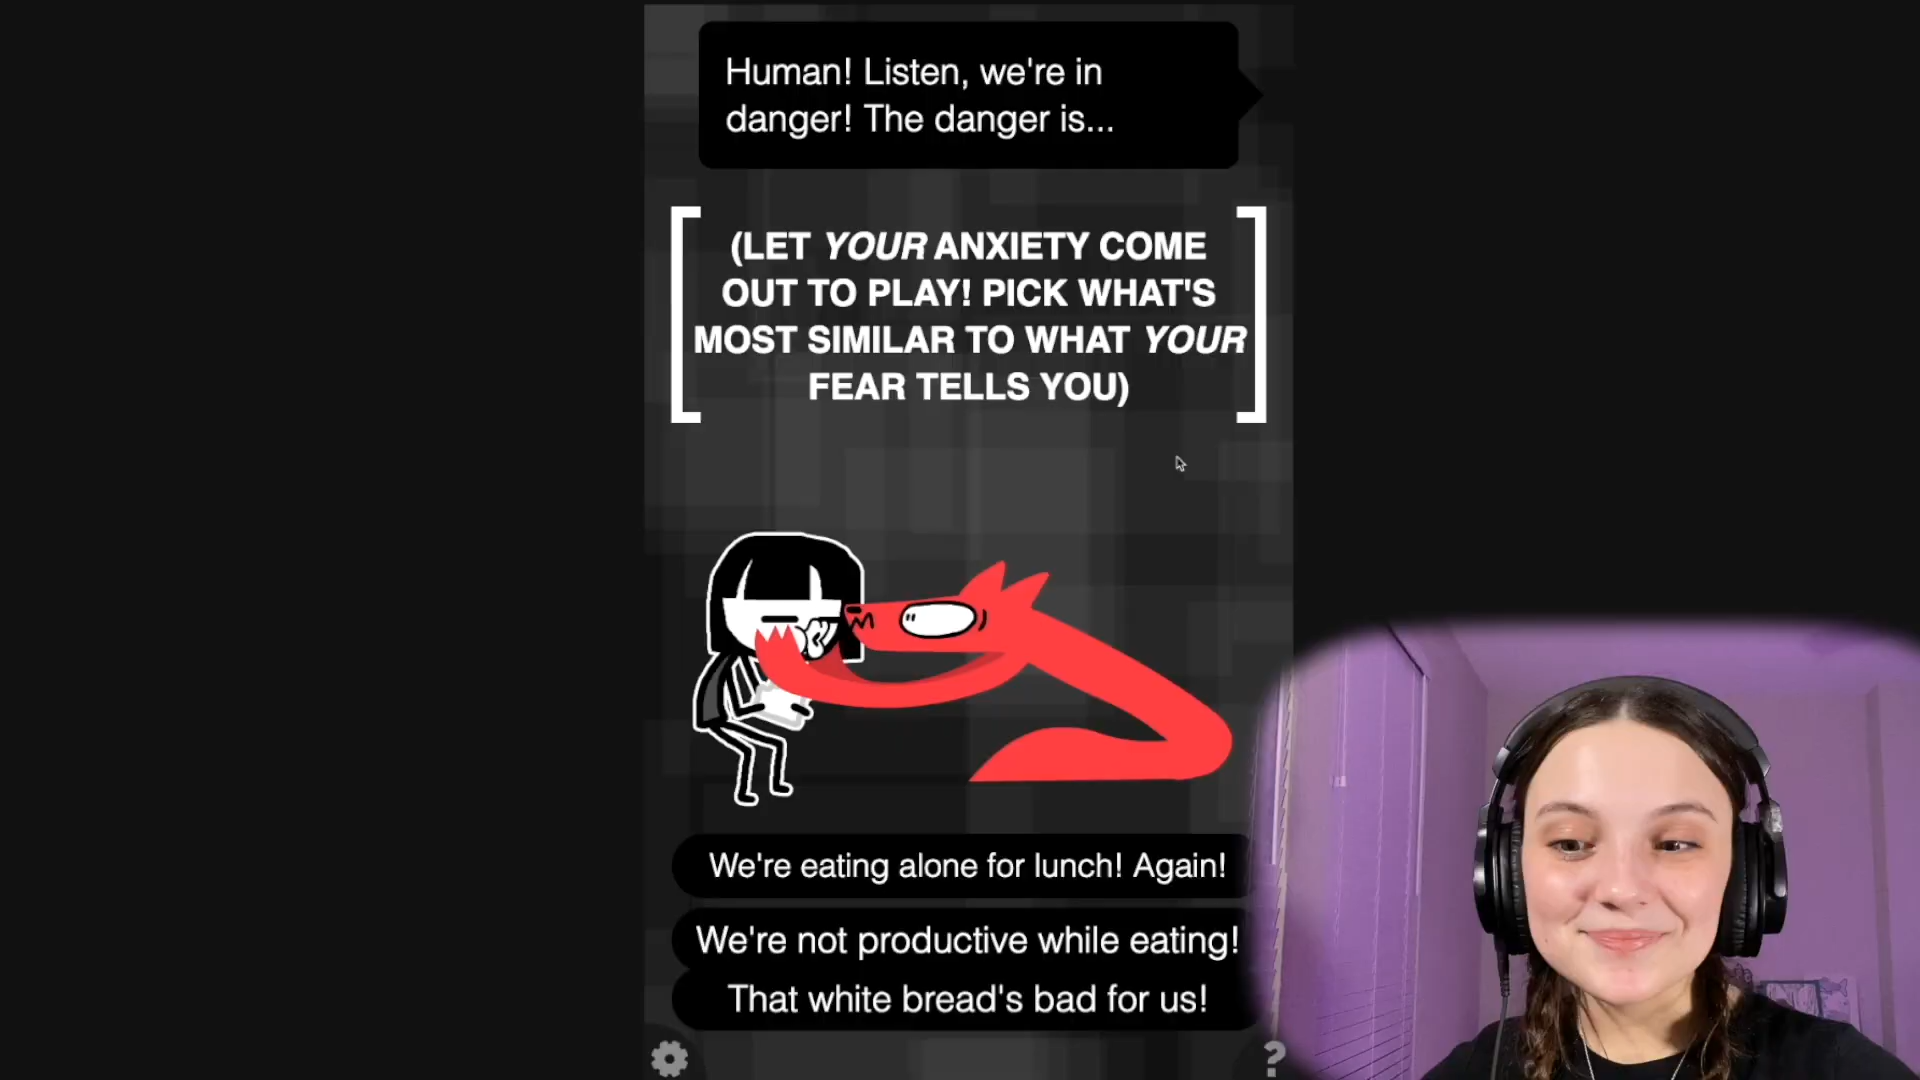 Human! Listen, we're in
danger! The danger is...
(LET YOUR ANXIETY COME
OUT TO PLAY! PICK WHAT'S
MOST SIMILAR TO WHAT YOUR
FEAR TELLS YOU)
We're eating alone for lunch! Again!
We're not productive while eating!
That white bread's bad for us!
?